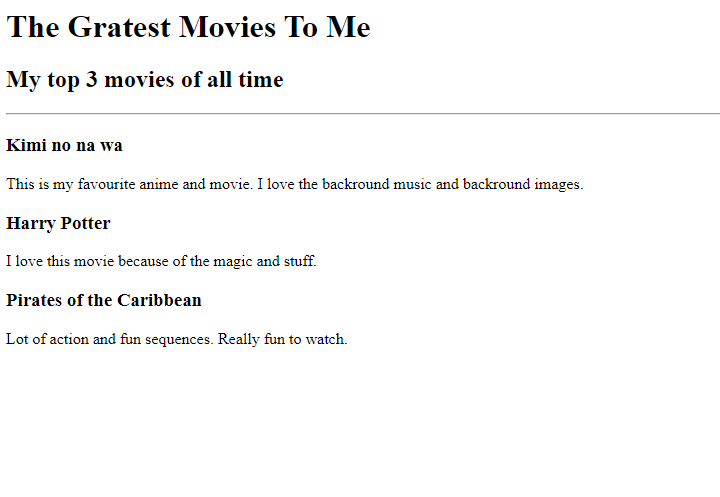 The Gratest Movies To Me
My top 3 movies of all time
Kimi no na wa
This is my favourite anime and movie. I love the backround music and backround images.
Harry Potter
I love this movie because of the magic and stuff.
Pirates of the Caribbean
Lot of action and fun sequences. Really fun to watch.